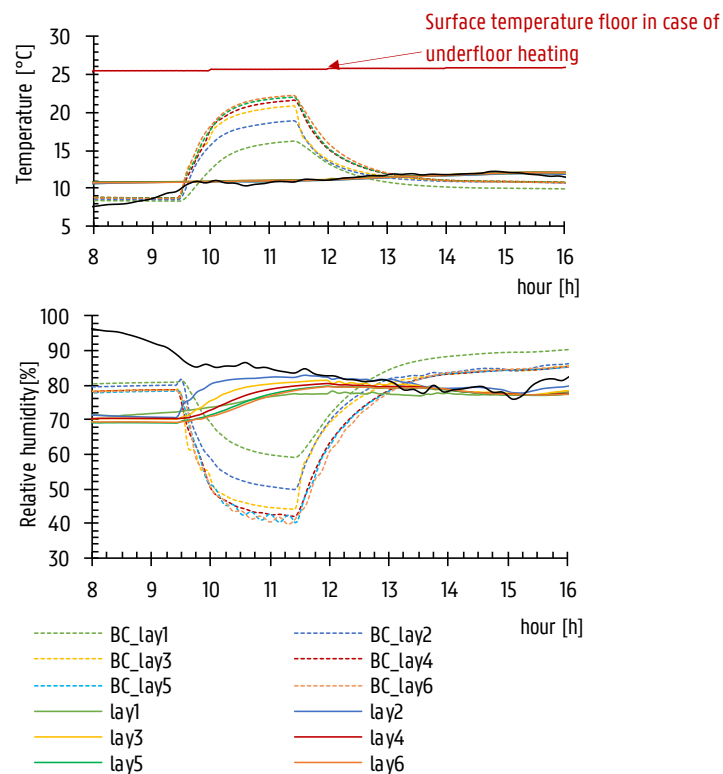 Surface temperature floor in case of
underfloor heating
Temperature [°C]
30
25
20
15
10
5
8 9 10 11 12 13 14 15 16
hour [h]
Relative humidity[%]
100
90
80
70
60
50
40
30
8 9 10 11 12 13 14 15 16
hour [h]
BC_lay1 BC_lay2
BC_lay3 BC_lay4
BC_lay5 BC_lay6
lay1 lay2
lay3 lay4
lay5 lay6